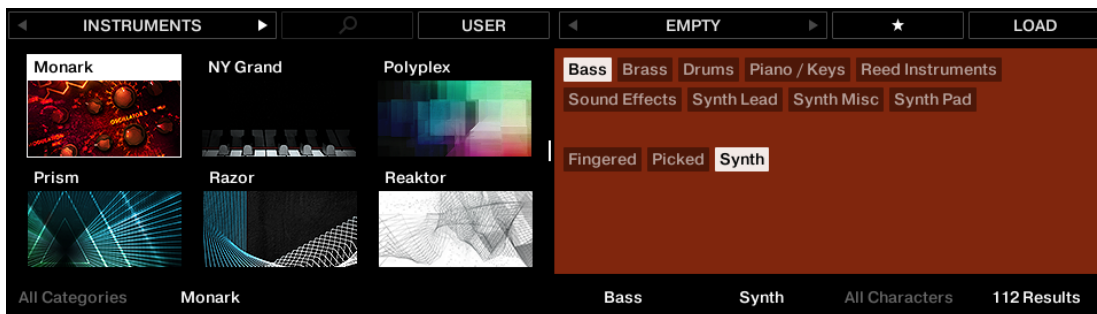 INSTRUMENTS
USER
EMPTY
★
LOAD
Monark
NY Grand
Polyplex
OSCILLATOR 3
Prism
Razor
Reaktor
Bass Brass Drums Piano / Keys Reed Instruments
Sound Effects Synth Lead Synth Misc Synth Pad
Fingered Picked Synth
All Categories Monark Bass Synth All Characters 112 Results